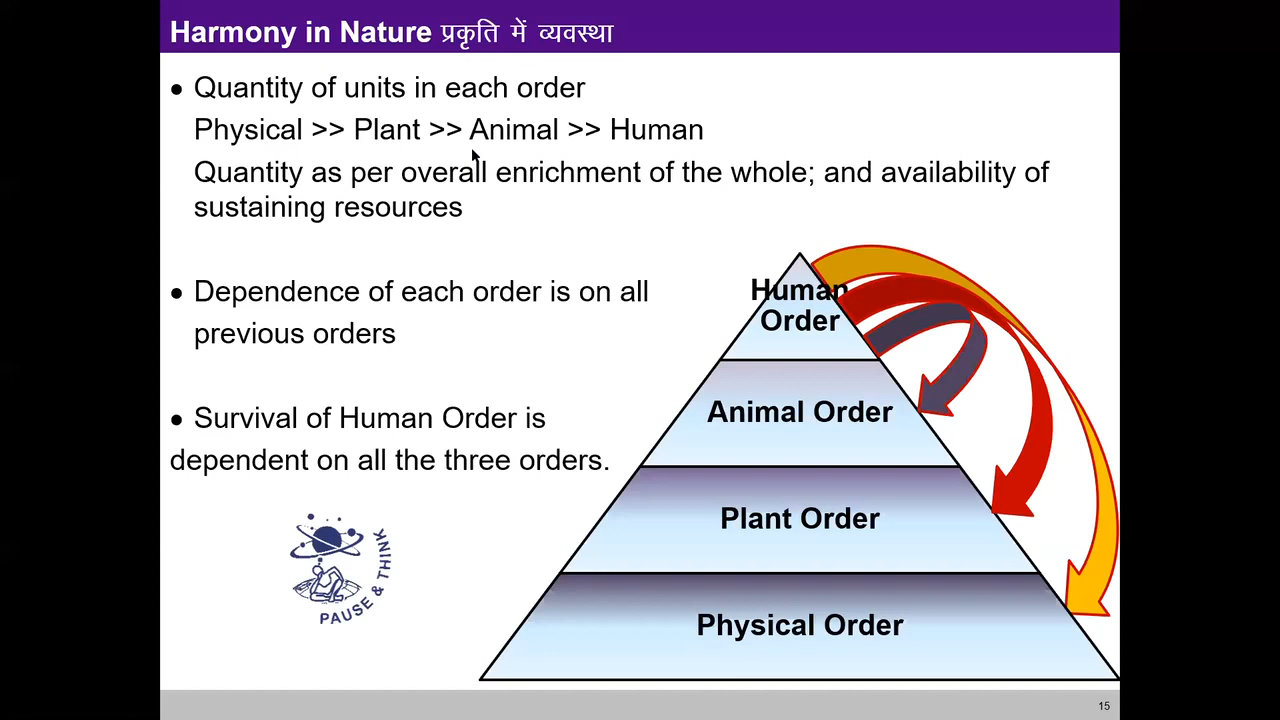 Harmony in Nature प्रकृति में व्यवस्था
• Quantity of units in each order
Physical >> Plant >> Animal >> Human
Quantity as per overall enrichment of the whole; and availability of
sustaining resources
• Dependence of each order is on all
previous orders
• Survival of Human Order is
dependent on all the three orders.
Human
Order
Animal Order
Plant Order
Physical Order
PAUSE & THINK
15